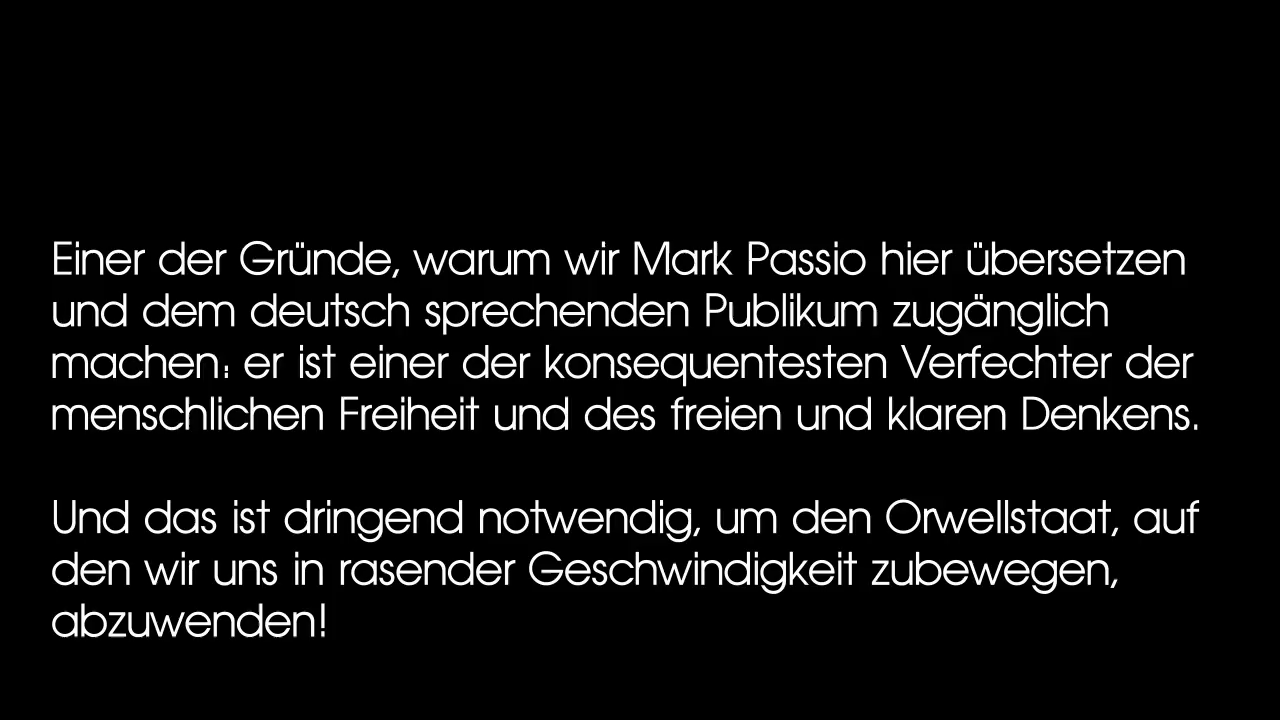 Einer der Gründe, warum wir Mark Passio hier übersetzen
und dem deutsch sprechenden Publikum zugänglich
machen: er ist einer der konsequentesten Verfechter der
menschlichen Freiheit und des freien und klaren Denkens.
Und das ist dringend notwendig, um den Orwellstaat, auf
den wir uns in rasender Geschwindigkeit zubewegen,
abzuwenden!